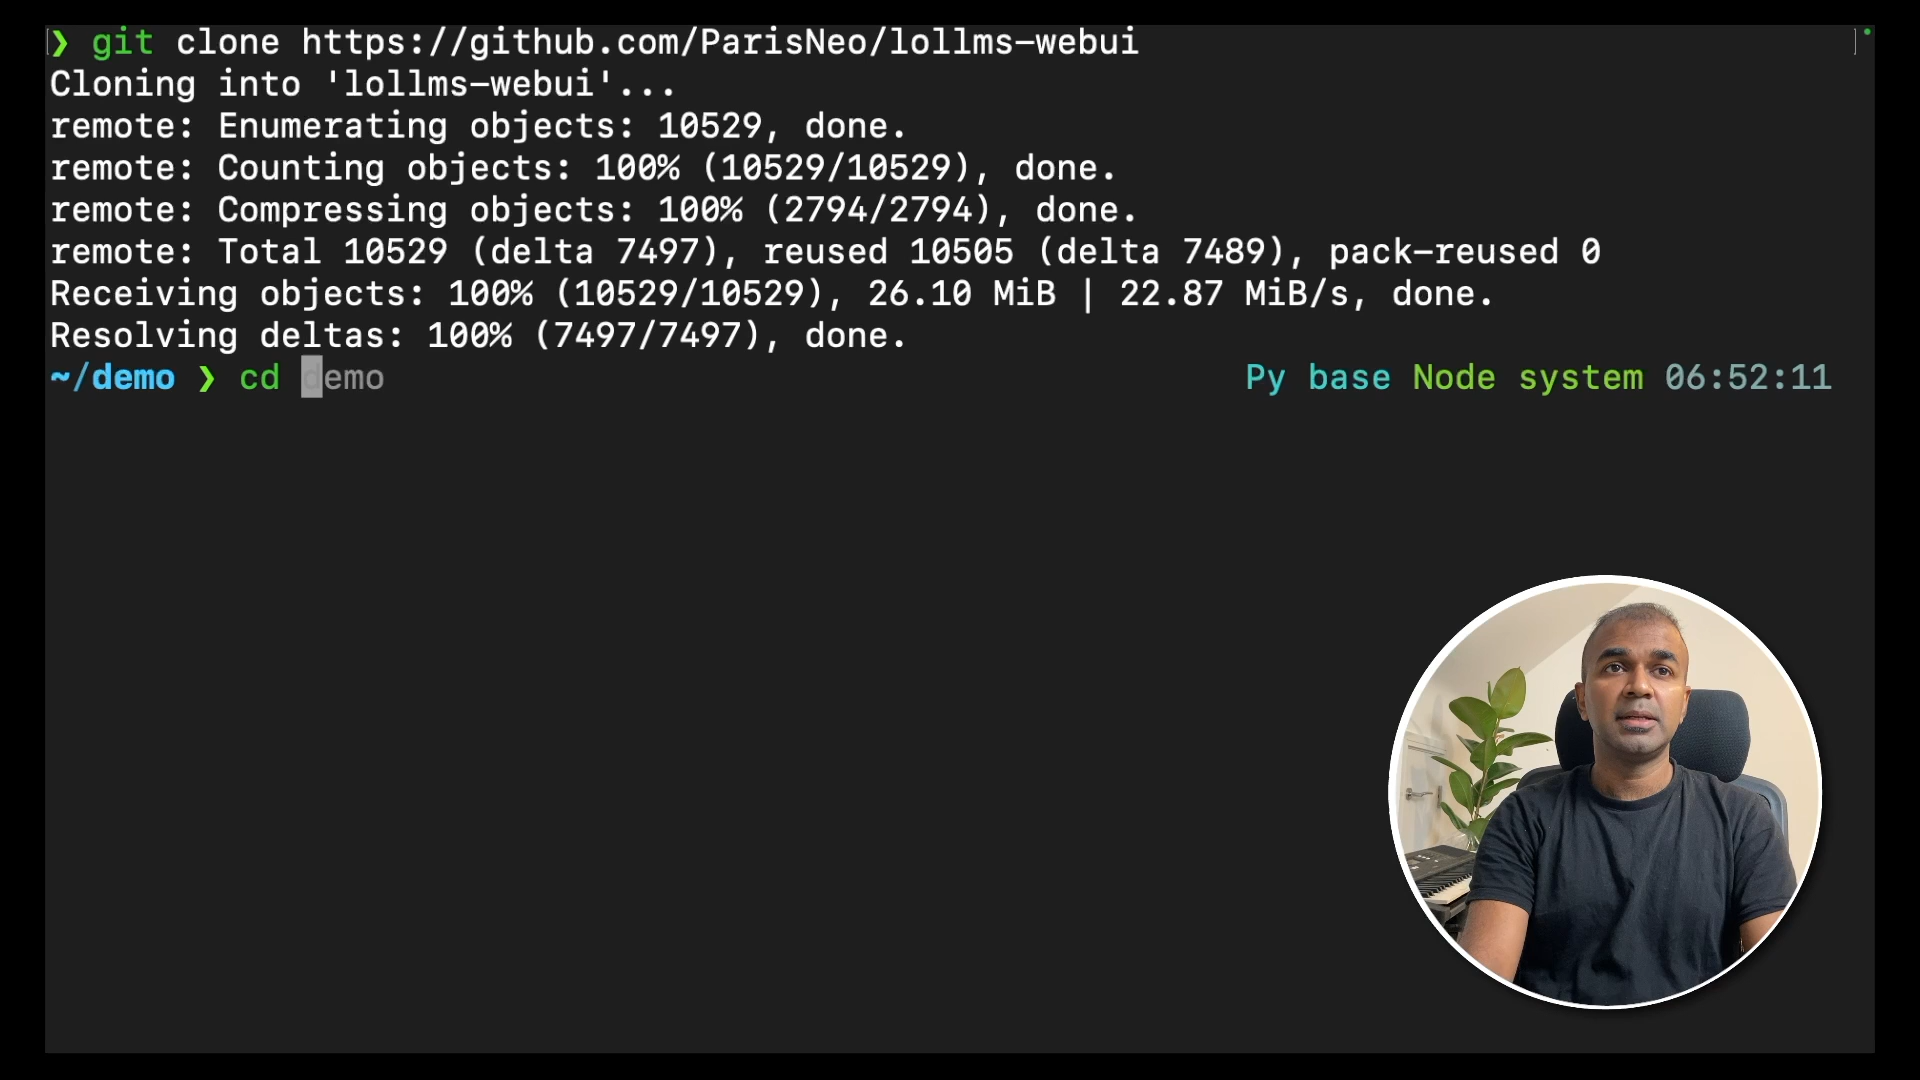 ❯ git clone https://github.com/ParisNeo/lollms-webui
Cloning into 'lollms-webui'...
remote: Enumerating objects: 10529, done.
remote: Counting objects: 100% (10529/10529), done.
remote: Compressing objects: 100% (2794/2794), done.
remote: Total 10529 (delta 7497), reused 10505 (delta 7489), pack-reused 0
Receiving objects: 100% (10529/10529), 26.10 MiB | 22.87 MiB/s, done.
Resolving deltas: 100% (7497/7497), done.
~/demo ❯ cd demo Py base Node system 06:52:11